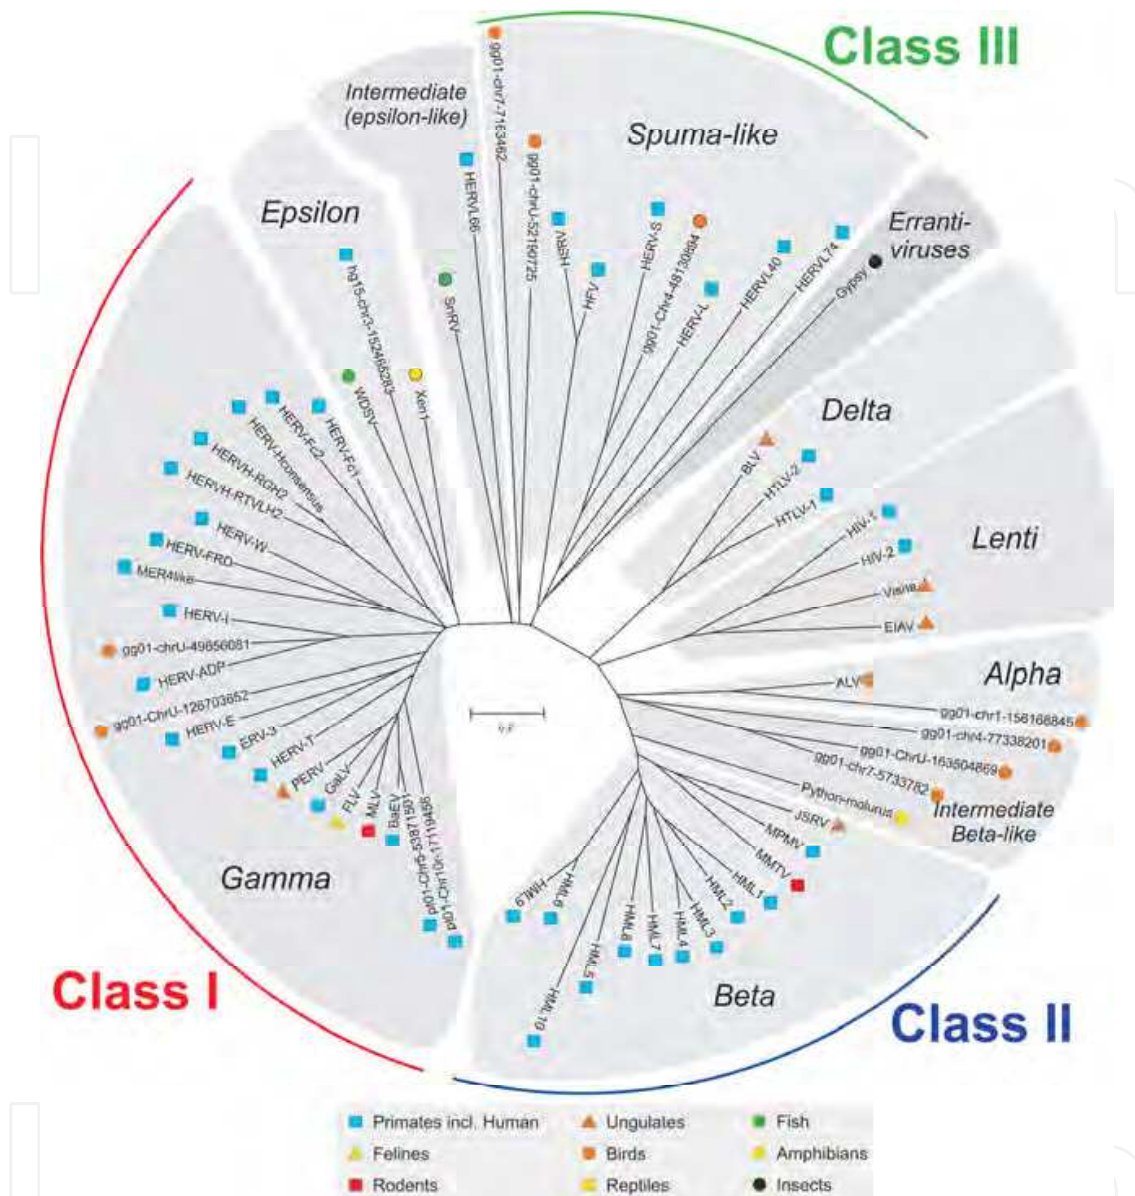 Class III
Intermediate
(epsilon-like)
Spuma-like
Epsilon
Erranti-
viruses
gg01-chr7-7163462
HERVL66
gg01-chrU-52190725
HSRV
HFV
HERV-S
gg01-Chr4-48130894
HERV-L
HERVL40
HERVL74
Gypsy
SnRV
hg15-chr3-152465283
WDSV
Xen1
Delta
BLV
HTLV-2
HTLV-1
Lenti
HIV-1
HIV-2
Visna
EIAV
Alpha
ALV
gg01-chr1-158168845
gg01-chr4-77338201
gg01-ChrU-163504869
gg01-chr7-5733782
Python-molurus
Intermediate
Beta-like
JSRV
MPMV
MMTV
HML1
HML2
HML3
HML4
HML7
HML8
HML5
HML10
HML6
HML9
Beta
Class II
HERV-Fc1
HERV-Fc2
HERV-Hconsensus
HERVH-RGH2
HERVH-RTVLH2
HERV-W
HERV-FRD
MER4like
HERV-I
gg01-chrU-49856081
HERV-ADP
gg01-ChrU-128703652
HERV-E
ERV-3
HERV-T
PERV
GaLV
FLV
MLV
BaEV
Gamma
Class I
Primates incl. Human
Ungulates
Fish
Felines
Birds
Amphibians
Rodents
Reptiles
Insects